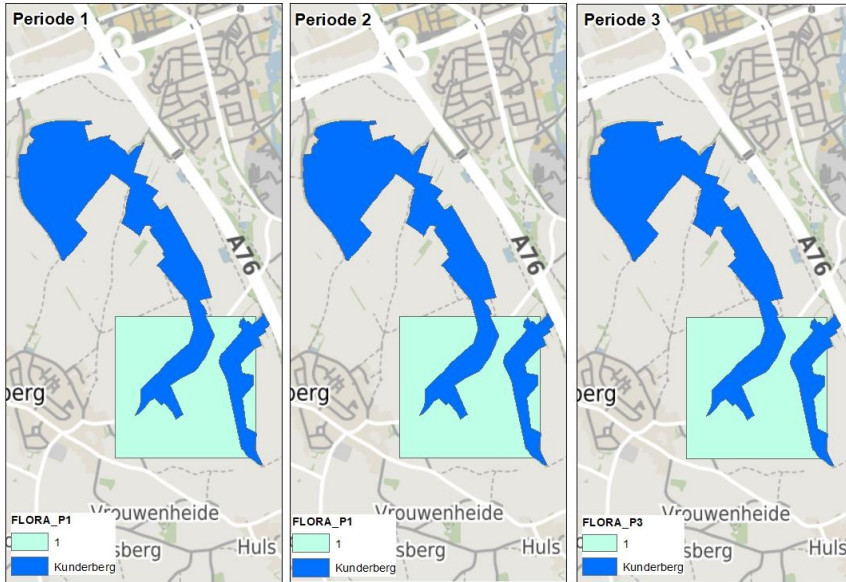 Periode 1
A76
berg
Vrouwenheide
sberg
Huls
FLORA_P1
1
Kunderberg
Periode 2
A76
berg
Vrouwenheide
sberg
Huls
FLORA_P1
1
Kunderberg
Periode 3
A76
berg
Vrouwenheide
sberg
Huls
FLORA_P3
1
Kunderberg